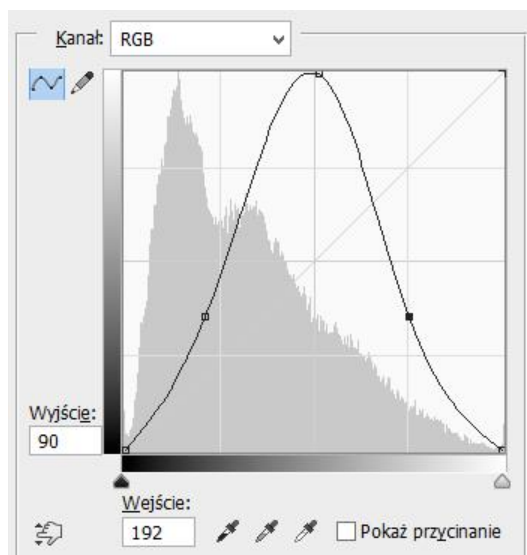 Kanał: RGB
Wyjście:
90
Wejście:
192
Pokaż przycinanie